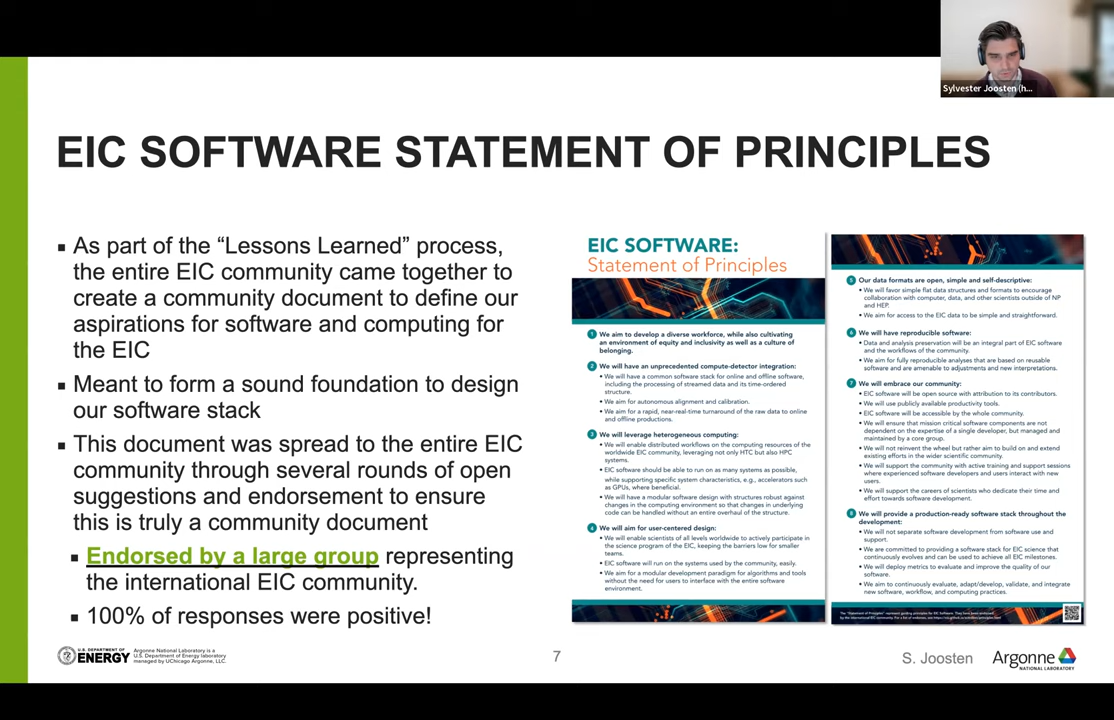 Sylvester Joosten (h...
EIC SOFTWARE STATEMENT OF PRINCIPLES
▪ As part of the “Lessons Learned” process,
the entire EIC community came together to
create a community document to define our
aspirations for software and computing for
the EIC
▪ Meant to form a sound foundation to design
our software stack
▪ This document was spread to the entire EIC
community through several rounds of open
suggestions and endorsement to ensure
this is truly a community document
▪ Endorsed by a large group representing
the international EIC community.
▪ 100% of responses were positive!
EIC SOFTWARE:
Statement of Principles
1 We aim to develop a diverse workforce, while also cultivating
an environment of equity and inclusivity as well as a culture of
belonging.
2 We will have an unprecedented compute-detector integration:
• We will have a common software stack for online and offline software,
including the processing of streamed data and its time-ordered
structure.
• We aim for autonomous alignment and calibration.
• We aim for a rapid, near-real-time turnaround of the raw data to online
and offline productions.
3 We will leverage heterogeneous computing:
• We will enable distributed workflows on the computing resources of the
worldwide EIC community, leveraging not only HTC but also HPC
systems.
• EIC software should be able to run on as many systems as possible,
while supporting specific system characteristics, e.g., accelerators such
as GPUs, where beneficial.
• We will have a modular software design with structures robust against
changes in the computing environment so that changes in underlying
code can be handled without an entire overhaul of the structure.
4 We will aim for user-centered design:
• We will enable scientists of all levels worldwide to actively participate in
the science program of the EIC, keeping the barriers low for smaller
teams.
• EIC software will run on the systems used by the community, easily.
• We aim for a modular development paradigm for algorithms and tools
without the need for users to interface with the entire software
environment.
5 Our data formats are open, simple and self-descriptive:
• We will favor simple flat data structures and formats to encourage
collaboration with computer, data, and other scientists outside of NP
and HEP.
• We aim for access to the EIC data to be simple and straightforward.
6 We will have reproducible software:
• Data and analysis preservation will be an integral part of EIC software
and the workflows of the community.
• We aim for fully reproducible analyses that are based on reusable
software and are amenable to adjustments and new interpretations.
7 We will embrace our community:
• EIC software will be open source with attribution to its contributors.
• We will use publicly available productivity tools.
• EIC software will be accessible by the whole community.
• We will ensure that mission critical software components are not
dependent on the expertise of a single developer, but managed and
maintained by a core group.
• We will not reinvent the wheel but rather aim to build on and extend
existing efforts in the wider scientific community.
• We will support the community with active training and support sessions
where experienced software developers and users interact with new
users.
• We will support the careers of scientists who dedicate their time and
effort towards software development.
8 We will provide a production-ready software stack throughout the
development:
• We will not separate software development from software use and
support.
• We are committed to providing a software stack for EIC science that
continuously evolves and can be used to achieve all EIC milestones.
• We will deploy metrics to evaluate and improve the quality of our
software.
• We aim to continuously evaluate, adapt/develop, validate, and integrate
new software, workflow, and computing practices.
The "Statement of Principles" represent guiding principles for EIC Software. They have been endorsed
by the international EIC community. For a list of endorsers, see
U.S. DEPARTMENT OF
ENERGY
Argonne National Laboratory is a
U.S. Department of Energy laboratory
managed by UChicago Argonne, LLC.
7
S. Joosten
Argonne
NATIONAL LABORATORY